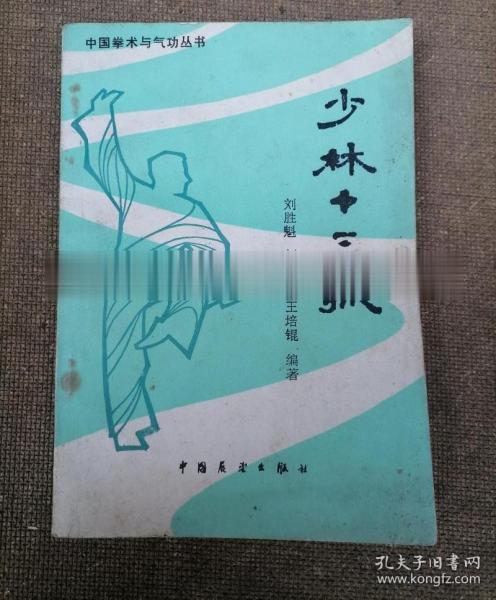 中国拳术与气功丛书
少林十二
刘胜魁
王培锟 编著
中国展望出版社
孔夫子旧书网
www.kongfz.com